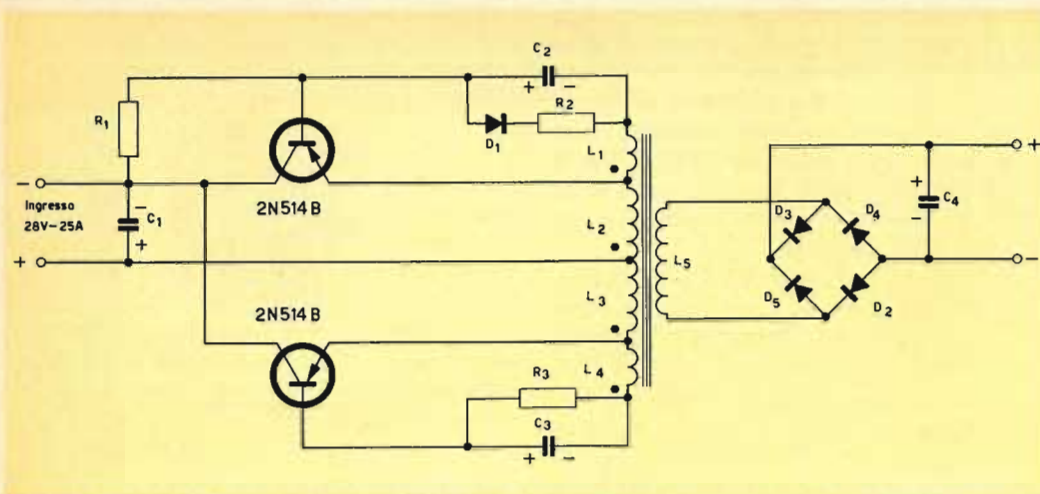 C2
+ −
R2
R1
D1
L1
− +
Ingresso
28V−25A
− C1
+
2N514B
L2
D3 D4
+ C4
−
+ −
L5
L3
D5 D2
2N514B
R3 L4
C3
+ −